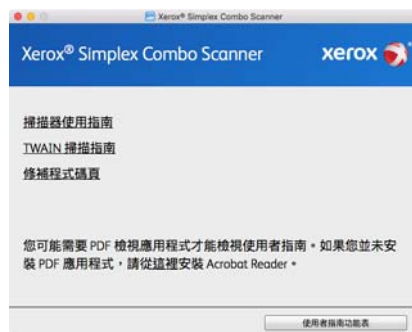 Xerox® Simplex Combo Scanner
Xerox® Simplex Combo Scanner
xerox
掃描器使用指南
TWAIN 掃描指南
修補程式碼頁
您可能需要 PDF 檢視應用程式才能檢視使用者指南。如果您並未安
裝 PDF 應用程式，請從這裡安裝 Acrobat Reader。
使用者指南功能表